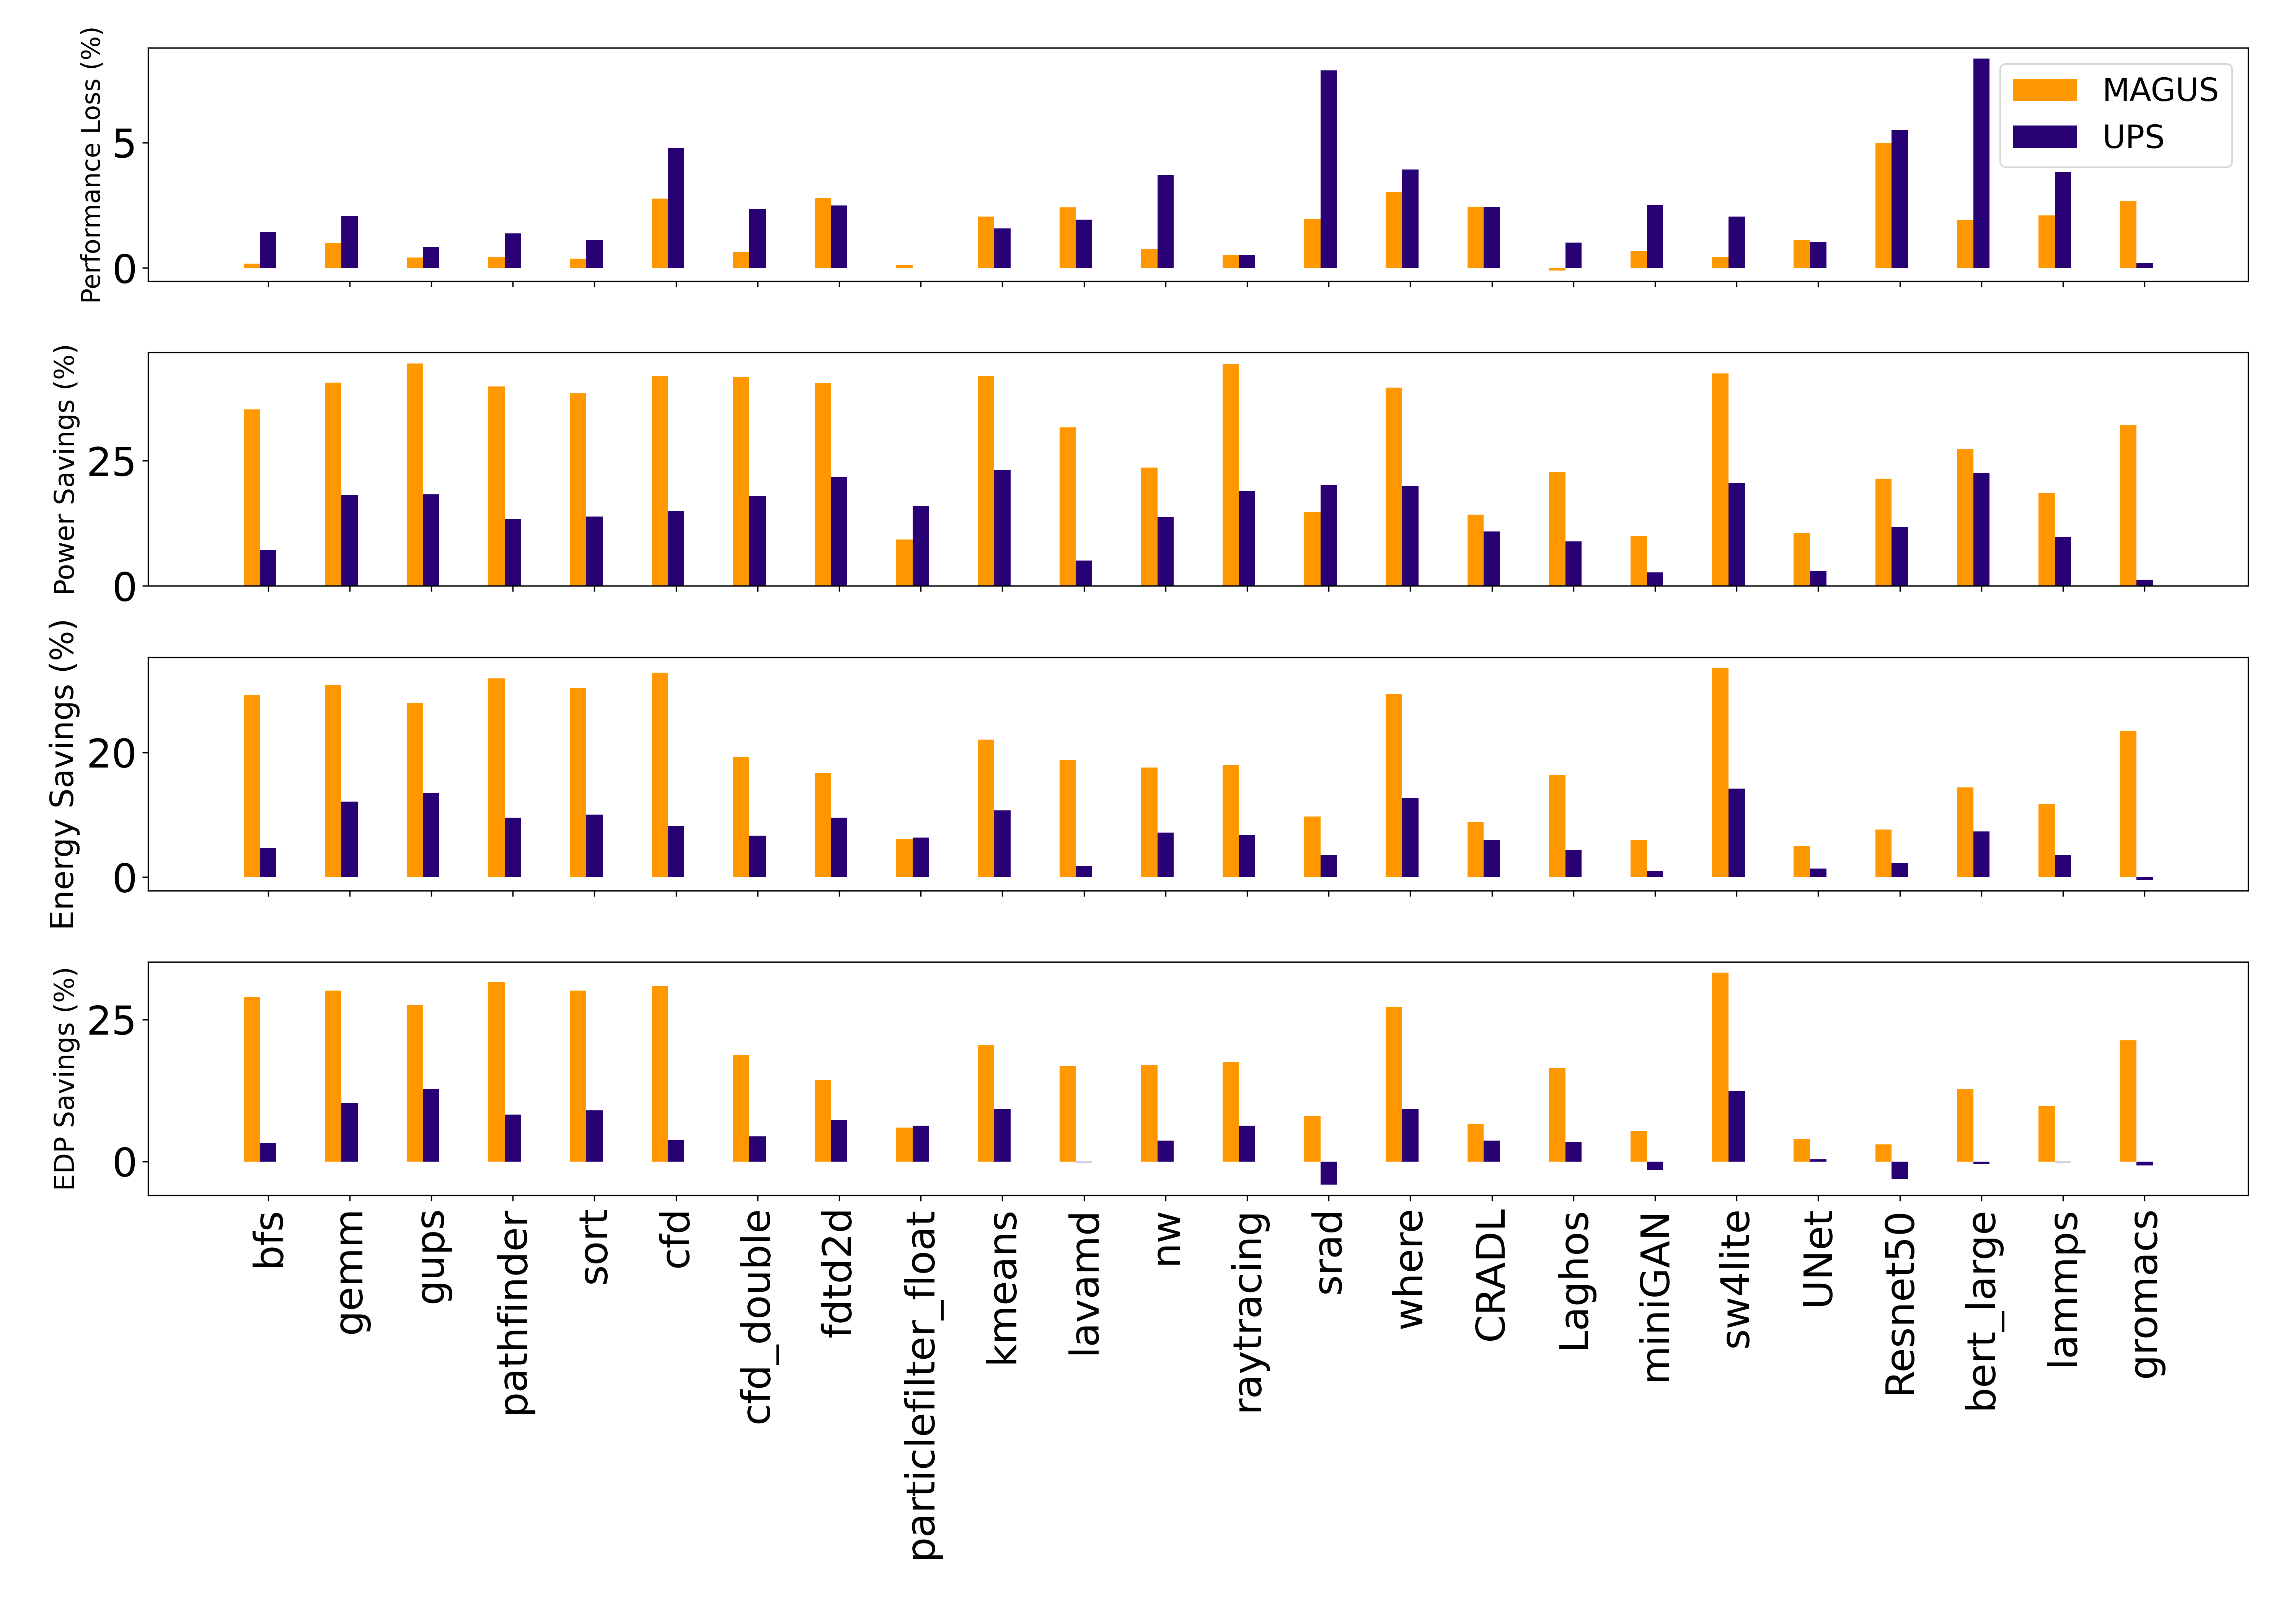 Performance Loss (%)
5
0
MAGUS
UPS
Power Savings (%)
25
0
Energy Savings (%)
20
0
EDP Savings (%)
25
0
bfs
gemm
gups
pathfinder
sort
cfd
cfd_double
fdtd2d
particlefilter_float
kmeans
lavamd
nw
raytracing
srad
where
CRADL
Laghos
miniGAN
sw4lite
UNet
Resnet50
bert_large
lammps
gromacs